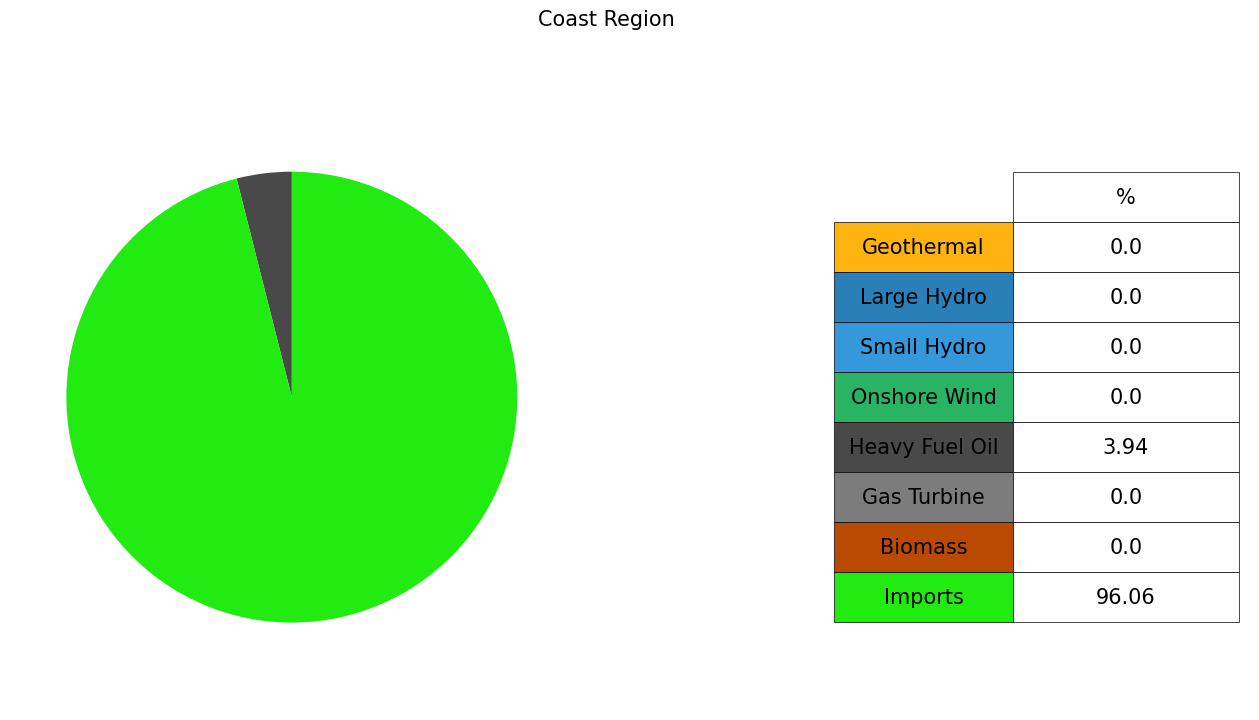 Coast Region
%
Geothermal 0.0
Large Hydro 0.0
Small Hydro 0.0
Onshore Wind 0.0
Heavy Fuel Oil 3.94
Gas Turbine 0.0
Biomass 0.0
Imports 96.06